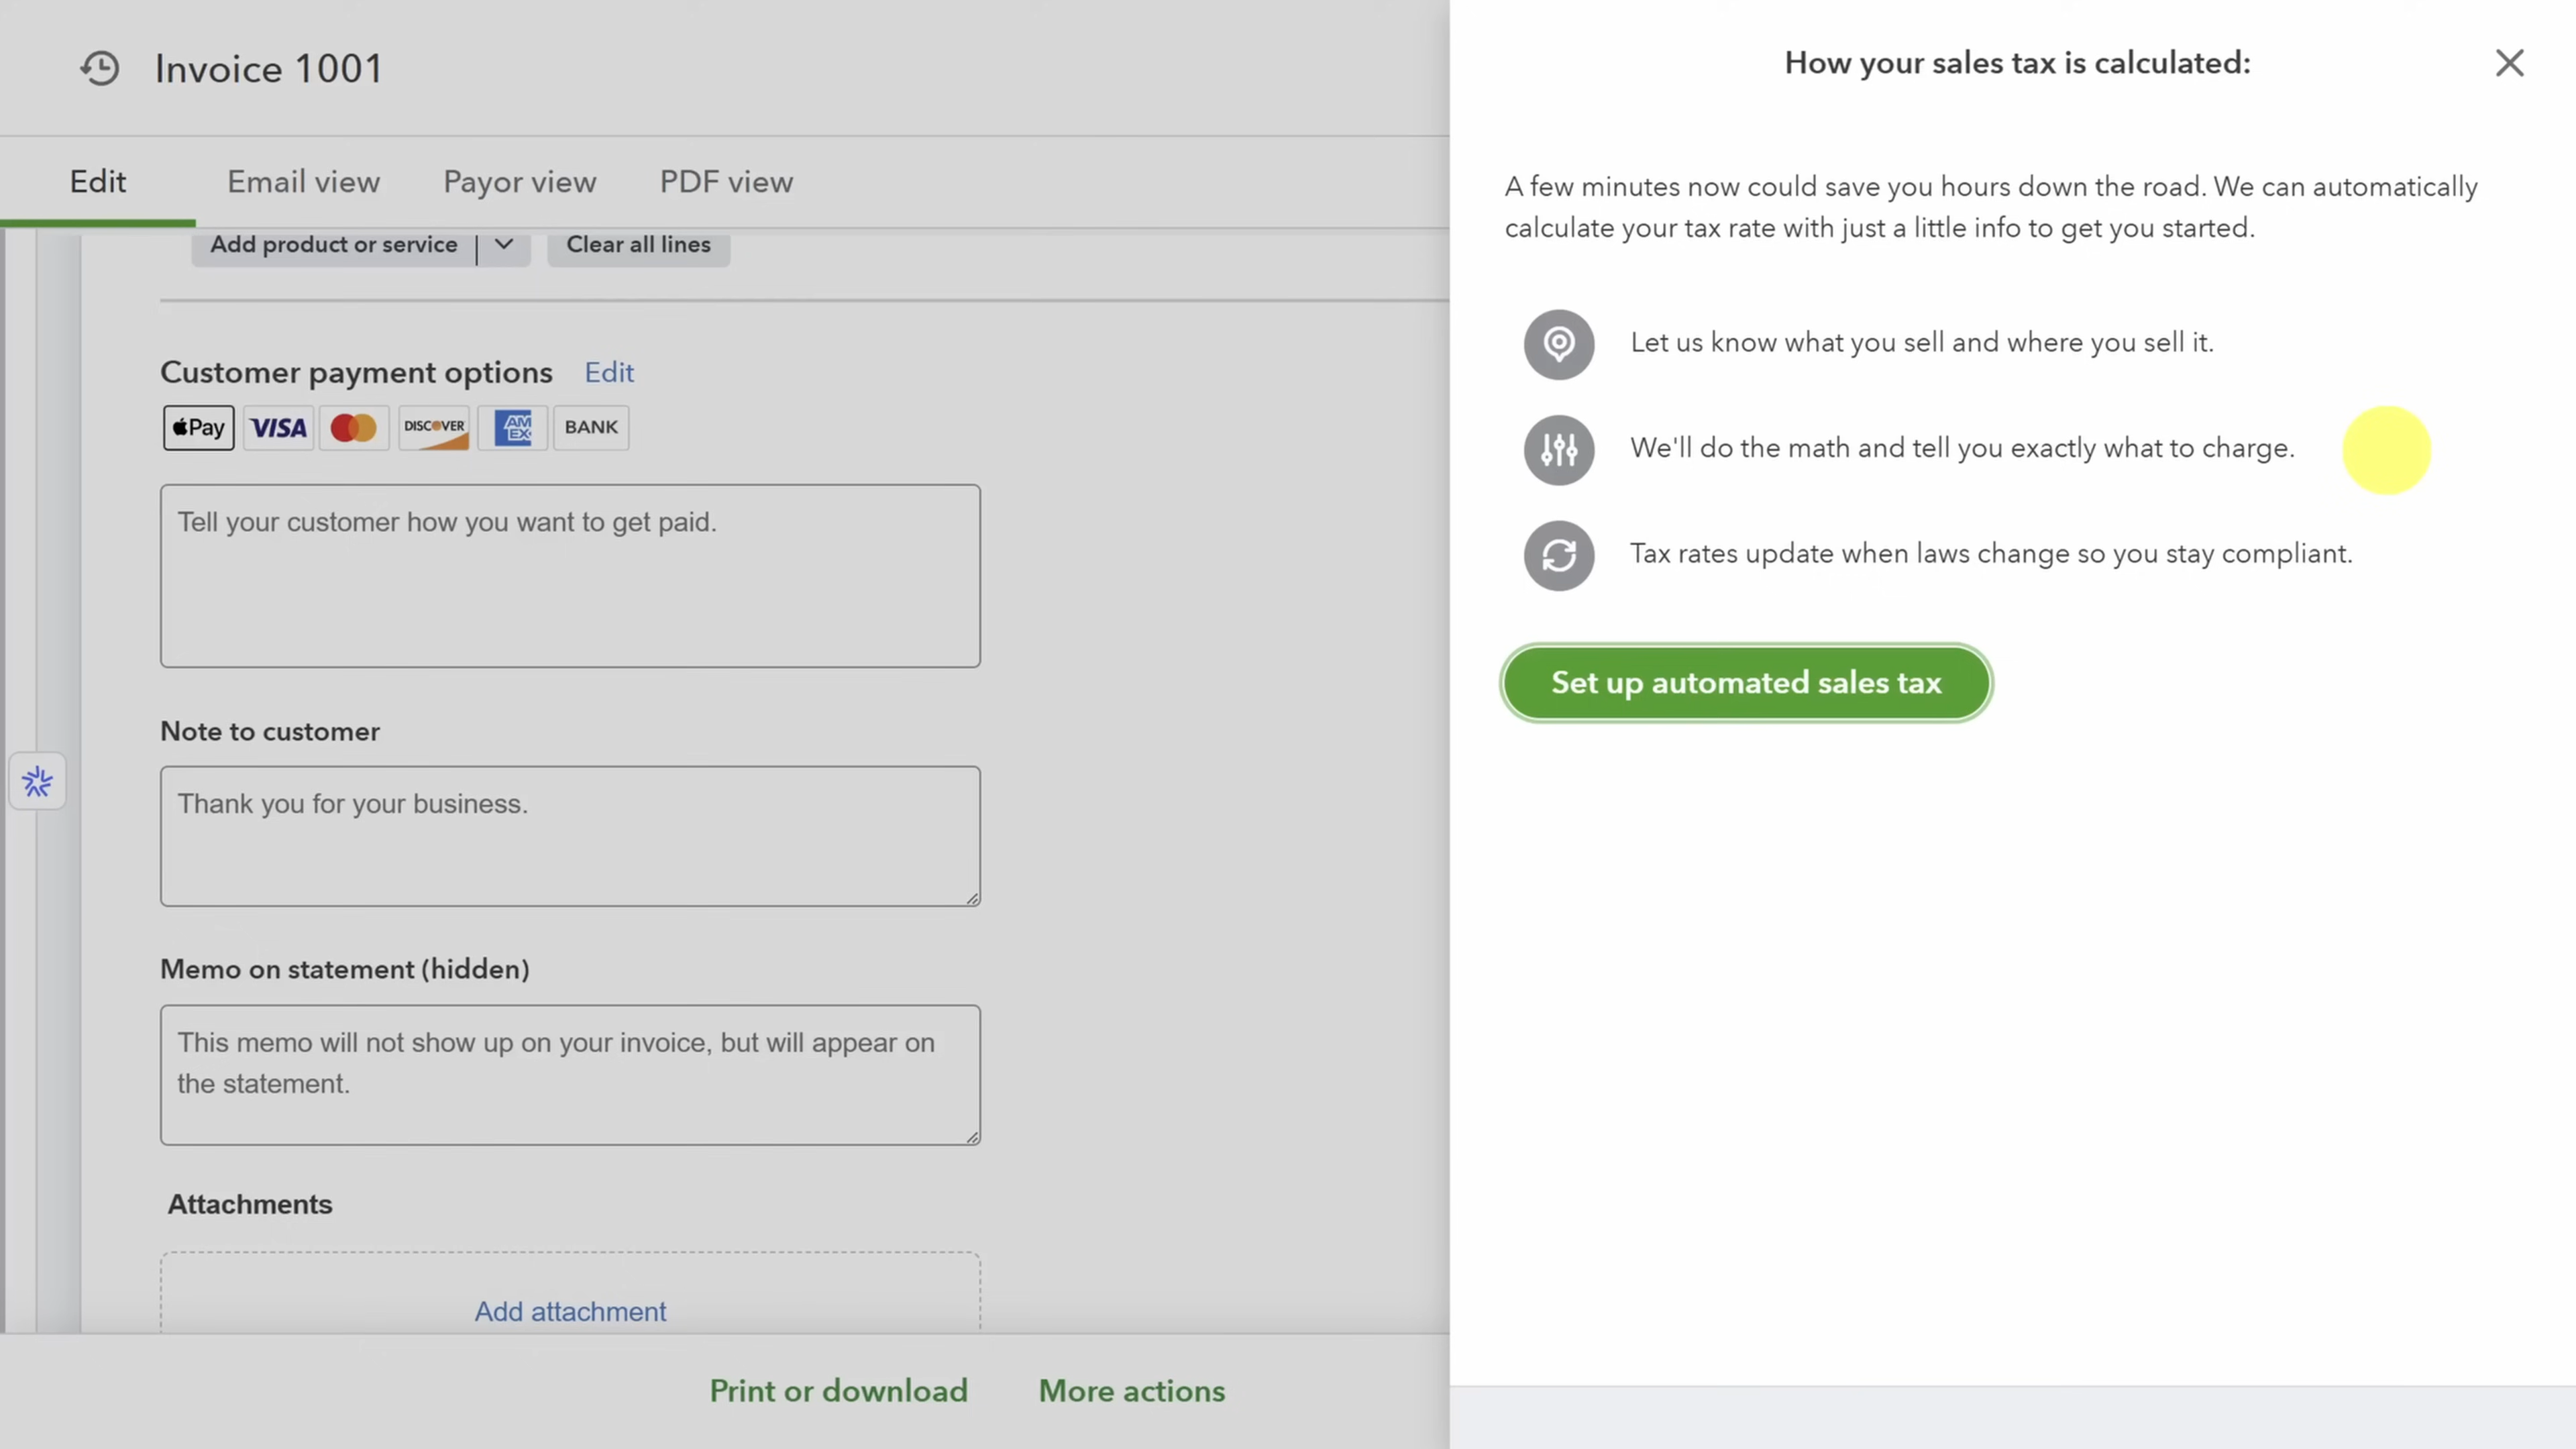 Invoice 1001
Edit
Email view
Payor view
PDF view
Add product or service
Clear all lines
Customer payment options
Edit
Pay
VISA
DISCOVER
AM
EX
BANK
Tell your customer how you want to get paid.
Note to customer
Thank you for your business.
Memo on statement (hidden)
This memo will not show up on your invoice, but will appear on
the statement.
Attachments
Add attachment
Print or download
More actions
How your sales tax is calculated:
A few minutes now could save you hours down the road. We can automatically
calculate your tax rate with just a little info to get you started.
Let us know what you sell and where you sell it.
We'll do the math and tell you exactly what to charge.
Tax rates update when laws change so you stay compliant.
Set up automated sales tax